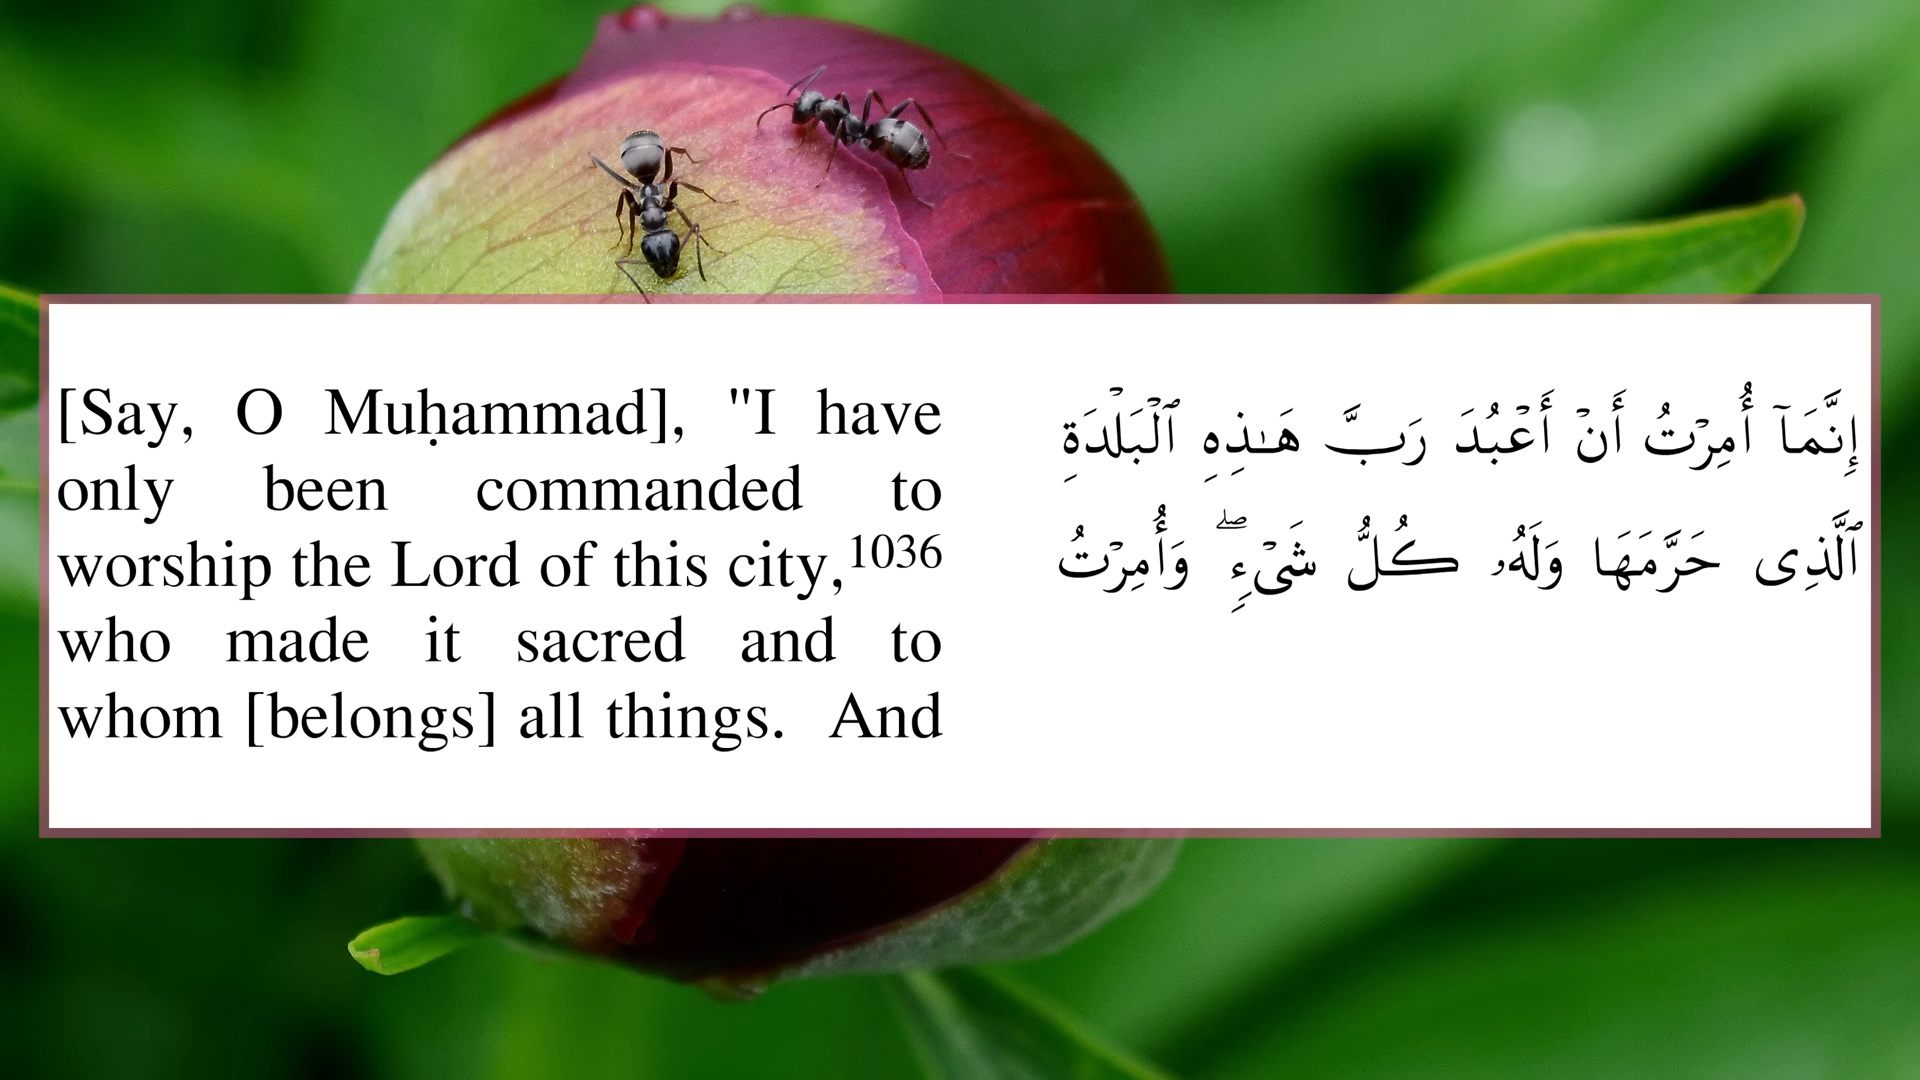 [Say, O Muḥammad], "I have
only been commanded to
worship the Lord of this city,1036
who made it sacred and to
whom [belongs] all things. And
إِنَّمَآ أُمِرْتُ أَنْ أَعْبُدَ رَبَّ هَـٰذِهِ ٱلْبَلْدَةِ
ٱلَّذِى حَرَّمَهَا وَلَهُۥ كُلُّ شَىْءٍۢ ۖ وَأُمِرْتُ